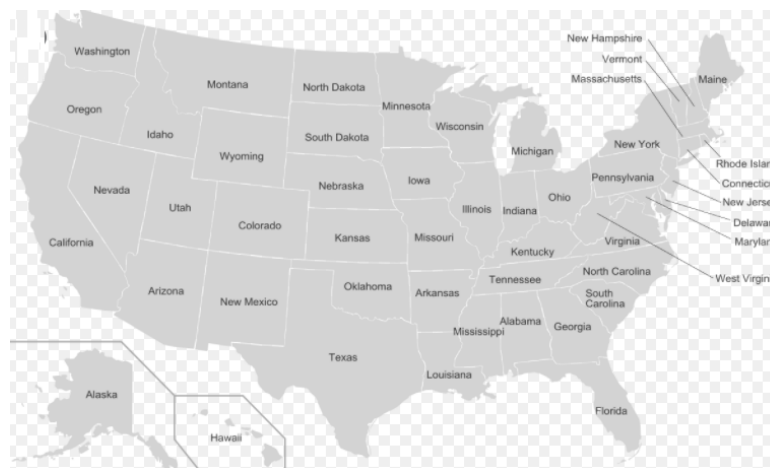 New Hampshire
Vermont
Massachusetts
Maine
Washington
Montana
North Dakota
Minnesota
Oregon
Idaho
South Dakota
Wisconsin
Michigan
New York
Rhode Islan
Wyoming
Nebraska
Iowa
Pennsylvania
Connectic
Nevada
Utah
Colorado
Kansas
Missouri
Illinois
Indiana
Ohio
New Jerse
Delawar
Marylan
California
Kentucky
Virginia
West Virgin
Arizona
New Mexico
Oklahoma
Arkansas
Tennessee
North Carolina
South
Carolina
Texas
Mississippi
Alabama
Georgia
Louisiana
Alaska
Hawaii
Florida